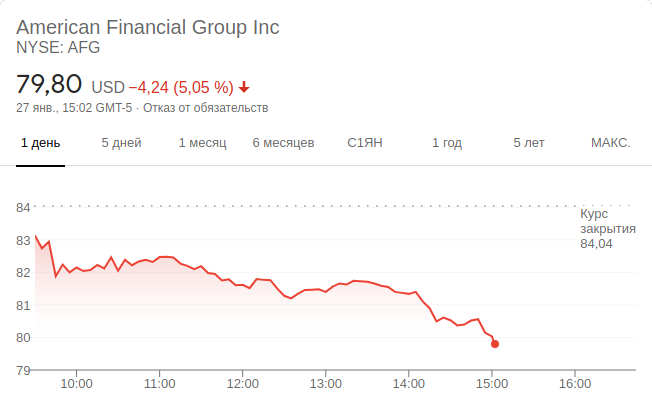 American Financial Group Inc
NYSE: AFG
79,80 USD −4,24 (5,05 %)
27 янв., 15:02 GMT-5 · Отказ от обязательств
1 день 5 дней 1 месяц 6 месяцев С1ЯН 1 год 5 лет МАКС.
84
Курс
закрытия
84,04
83
82
81
80
79
10:00 11:00 12:00 13:00 14:00 15:00 16:00